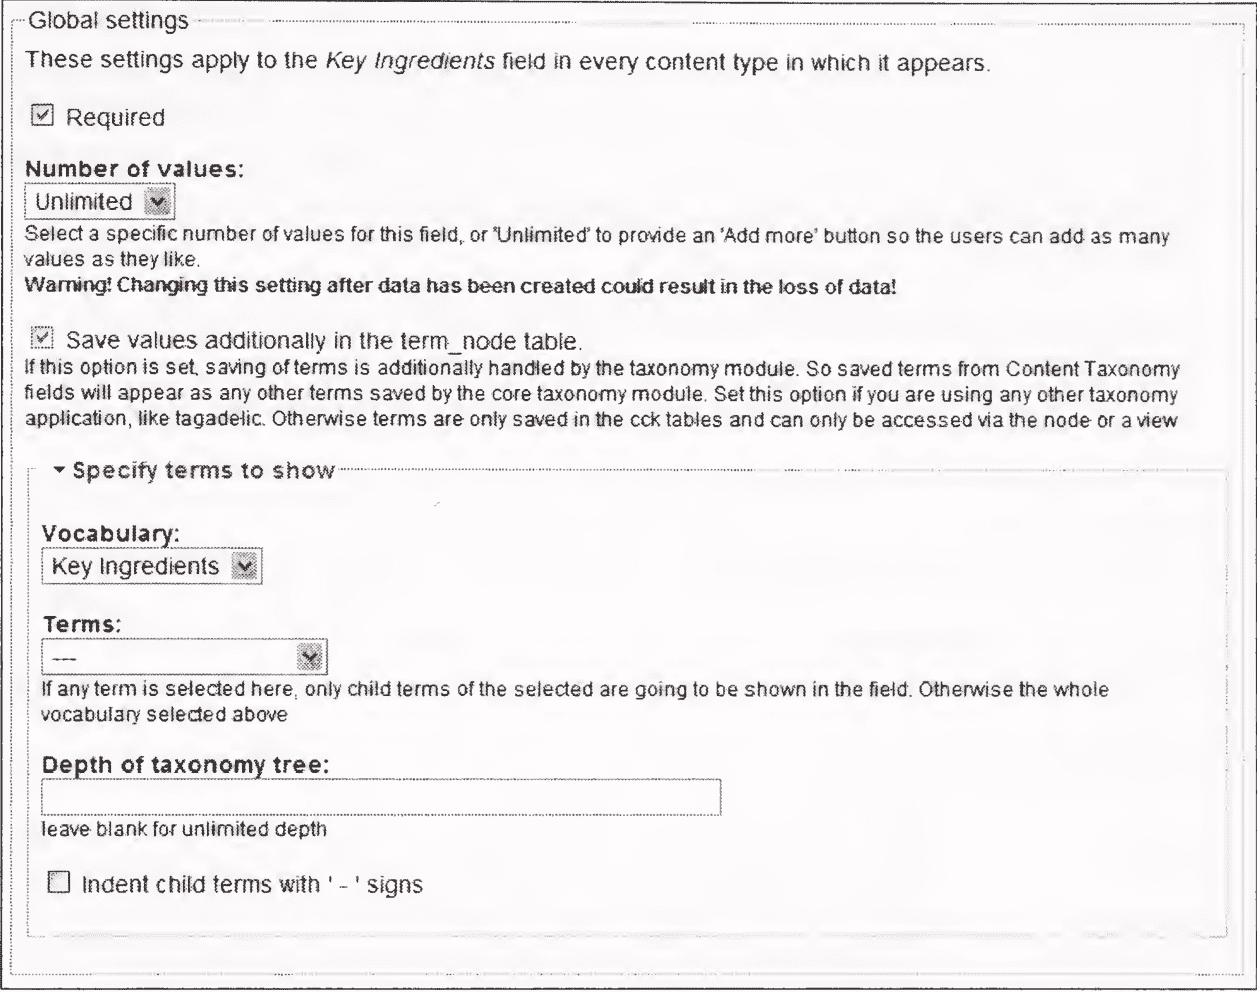 Global settings
These settings apply to the Key Ingredients field in every content type in which it appears.
Required
Number of values:
Unlimited
Select a specific number of values for this field, or 'Unlimited' to provide an 'Add more' button so the users can add as many
values as they like.
Warning! Changing this setting after data has been created could result in the loss of data!
Save values additionally in the term_node table.
If this option is set, saving of terms is additionally handled by the taxonomy module. So saved terms from Content Taxonomy
fields will appear as any other terms saved by the core taxonomy module. Set this option if you are using any other taxonomy
application, like tagadelic. Otherwise terms are only saved in the cck tables and can only be accessed via the node or a view
Specify terms to show
Vocabulary:
Key Ingredients
Terms:
---
If any term is selected here, only child terms of the selected are going to be shown in the field. Otherwise the whole
vocabulary selected above
Depth of taxonomy tree:
leave blank for unlimited depth
Indent child terms with ' - ' signs